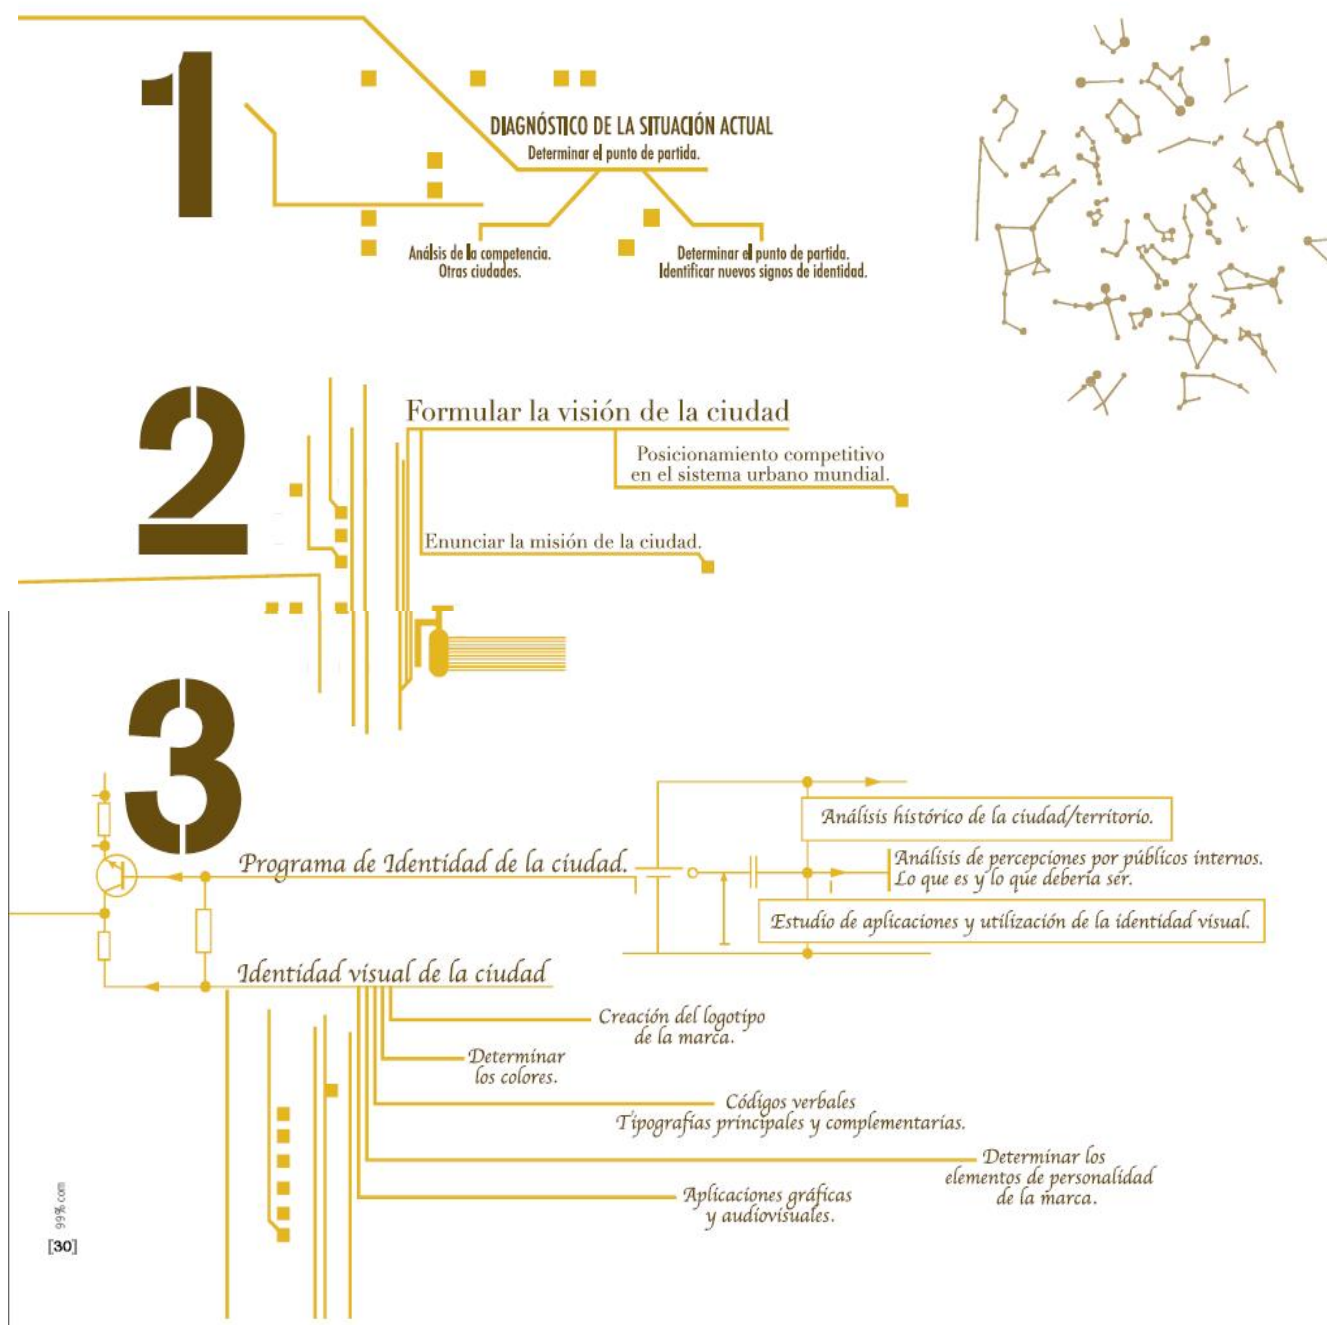 1
DIAGNÓSTICO DE LA SITUACIÓN ACTUAL
Determinar el punto de partida.
Análsis de la competencia.
Otras ciudades.
Determinar el punto de partida.
Identificar nuevos signos de identidad.
2
Formular la visión de la ciudad
Posicionamiento competitivo
en el sistema urbano mundial.
Enunciar la misión de la ciudad.
3
Programa de Identidad de la ciudad.
Análisis histórico de la ciudad/territorio.
Análisis de percepciones por públicos internos.
Lo que es y lo que debería ser.
Estudio de aplicaciones y utilización de la identidad visual.
Identidad visual de la ciudad
Creación del logotipo
de la marca.
Determinar
los colores.
Códigos verbales
Tipografías principales y complementarias.
Determinar los
elementos de personalidad
de la marca.
Aplicaciones gráficas
y audiovisuales.
99% com
[30]